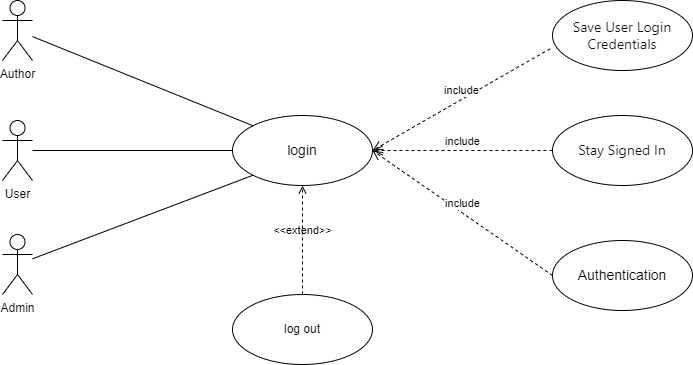 Save User Login
Credentials
Author
include
login
include
Stay Signed In
User
include
<<extend>>
Authentication
Admin
log out